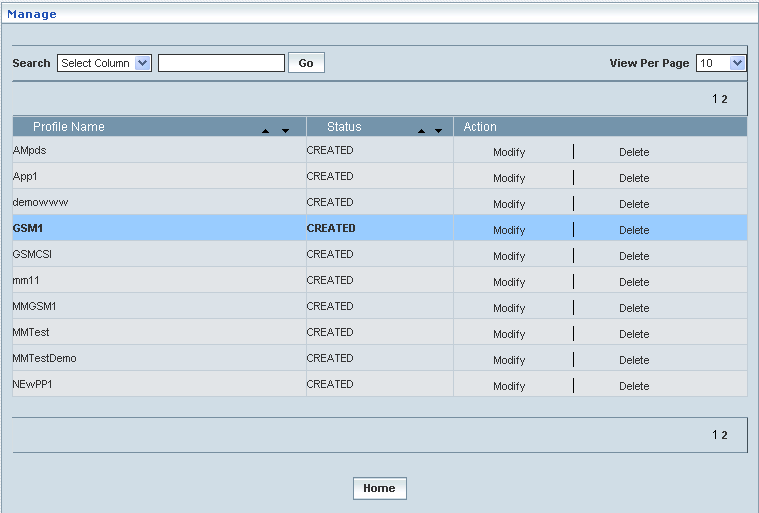 Manage
Search Select Column Go View Per Page 10
1 2
Profile Name Status Action
AMpds CREATED Modify Delete
App1 CREATED Modify Delete
demowww CREATED Modify Delete
GSM1 CREATED Modify Delete
GSMCSI CREATED Modify Delete
mm11 CREATED Modify Delete
MMGSM1 CREATED Modify Delete
MMTest CREATED Modify Delete
MMTestDemo CREATED Modify Delete
NEwPP1 CREATED Modify Delete
1 2
Home